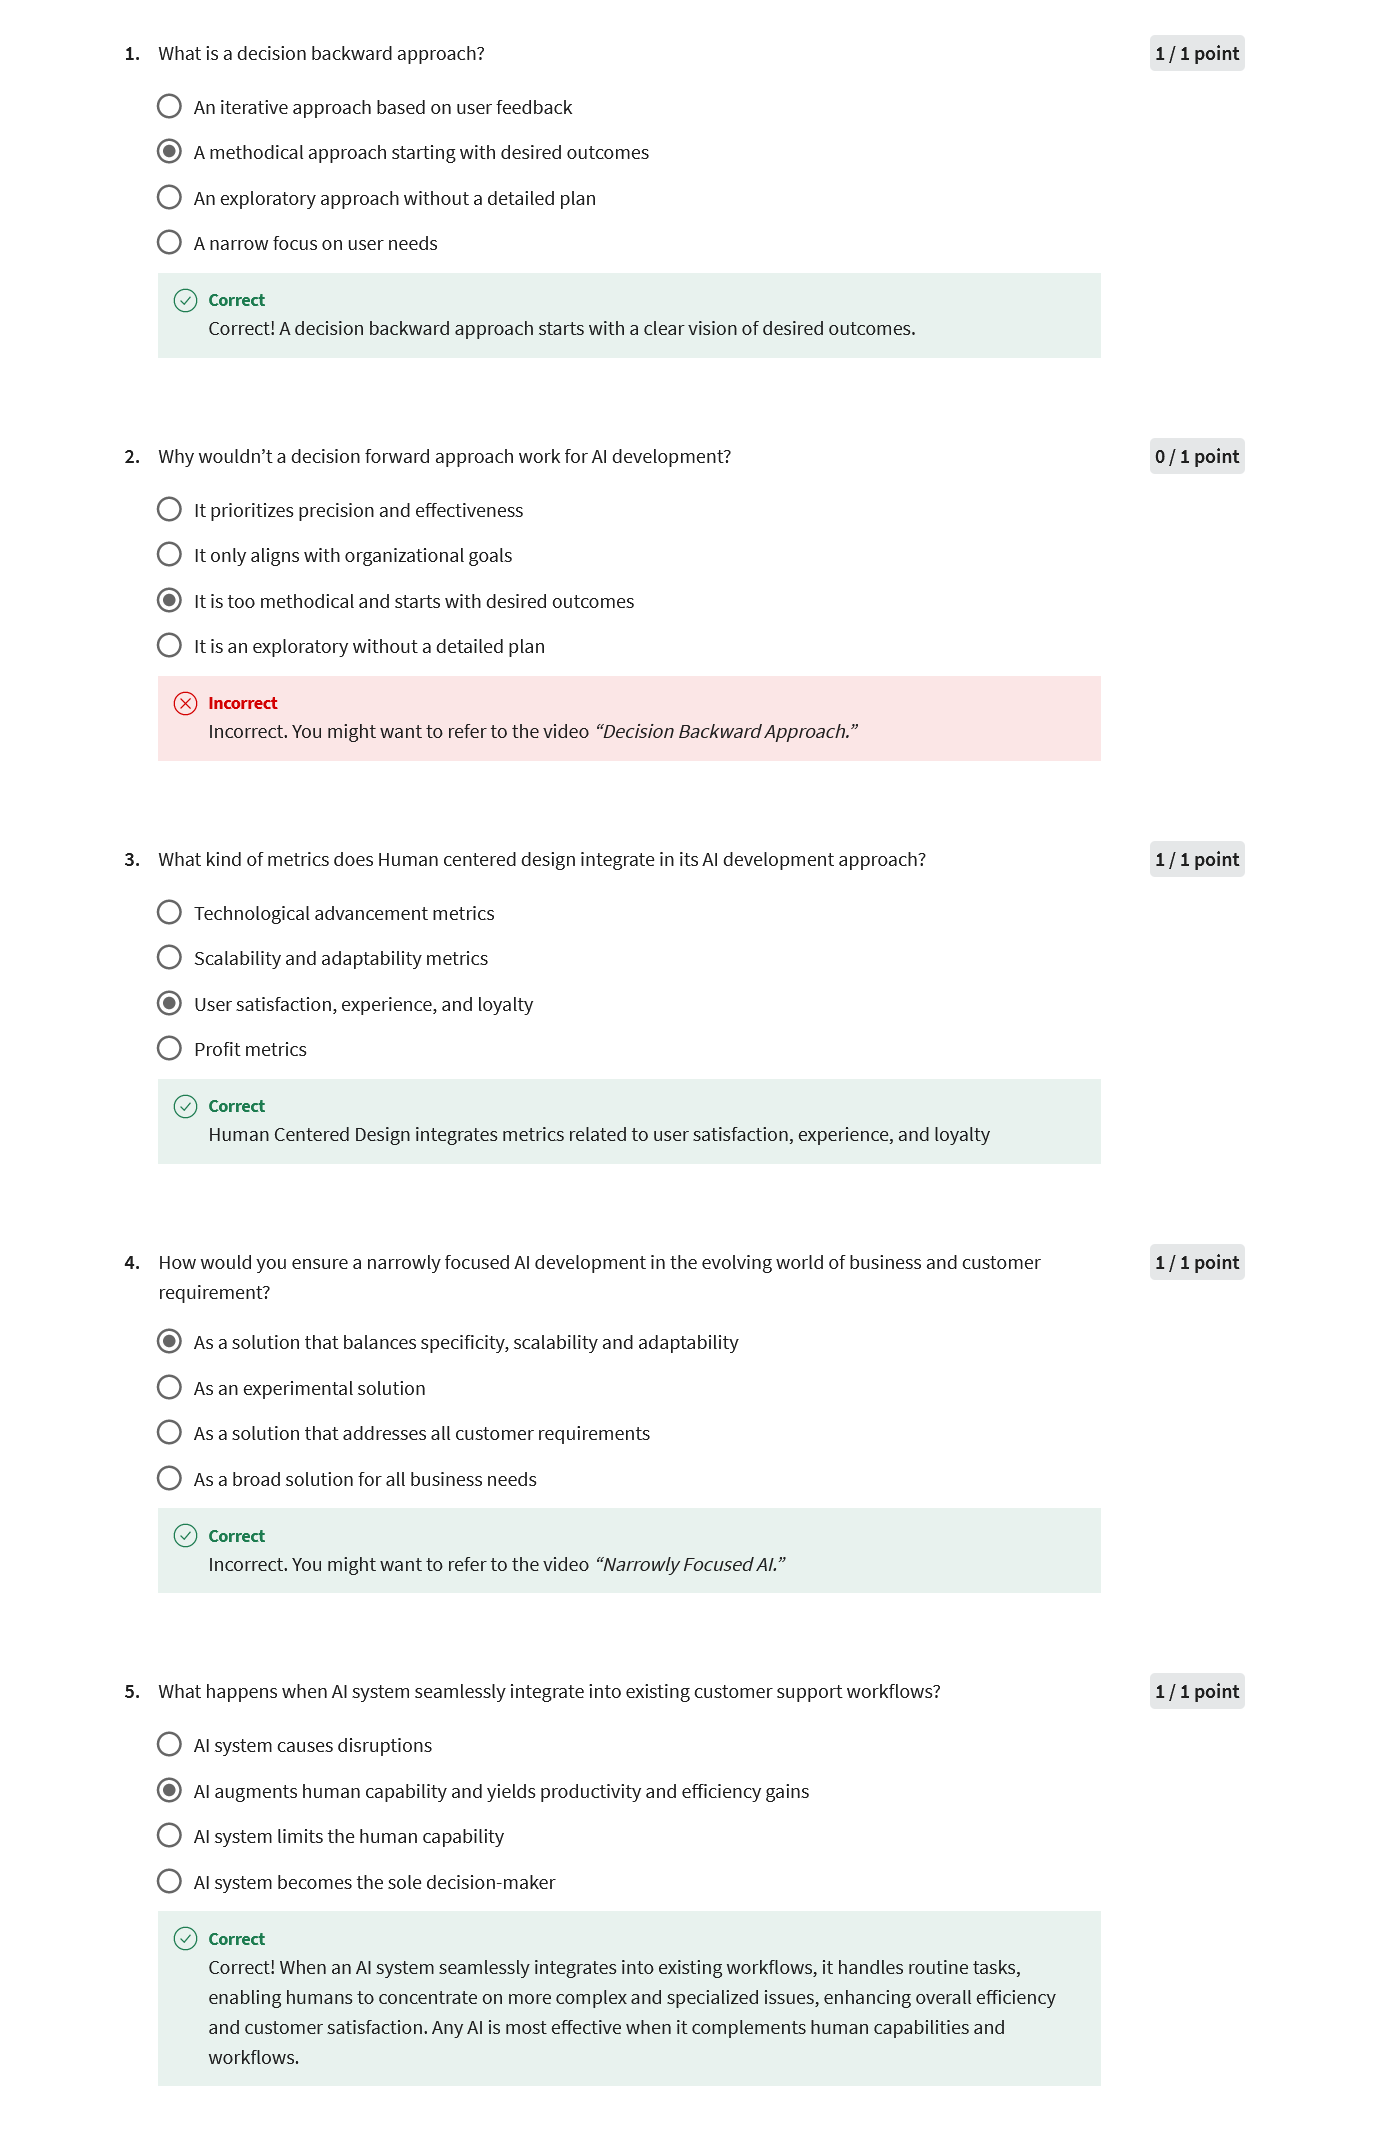 1. What is a decision backward approach? 1 / 1 point
An iterative approach based on user feedback
A methodical approach starting with desired outcomes
An exploratory approach without a detailed plan
A narrow focus on user needs
Correct
Correct! A decision backward approach starts with a clear vision of desired outcomes.
2. Why wouldn’t a decision forward approach work for AI development? 0 / 1 point
It prioritizes precision and effectiveness
It only aligns with organizational goals
It is too methodical and starts with desired outcomes
It is an exploratory without a detailed plan
Incorrect
Incorrect. You might want to refer to the video “Decision Backward Approach.”
3. What kind of metrics does Human centered design integrate in its AI development approach? 1 / 1 point
Technological advancement metrics
Scalability and adaptability metrics
User satisfaction, experience, and loyalty
Profit metrics
Correct
Human Centered Design integrates metrics related to user satisfaction, experience, and loyalty
4. How would you ensure a narrowly focused AI development in the evolving world of business and customer 1 / 1 point
requirement?
As a solution that balances specificity, scalability and adaptability
As an experimental solution
As a solution that addresses all customer requirements
As a broad solution for all business needs
Correct
Incorrect. You might want to refer to the video “Narrowly Focused AI.”
5. What happens when AI system seamlessly integrate into existing customer support workflows? 1 / 1 point
AI system causes disruptions
AI augments human capability and yields productivity and efficiency gains
AI system limits the human capability
AI system becomes the sole decision-maker
Correct
Correct! When an AI system seamlessly integrates into existing workflows, it handles routine tasks,
enabling humans to concentrate on more complex and specialized issues, enhancing overall efficiency
and customer satisfaction. Any AI is most effective when it complements human capabilities and
workflows.